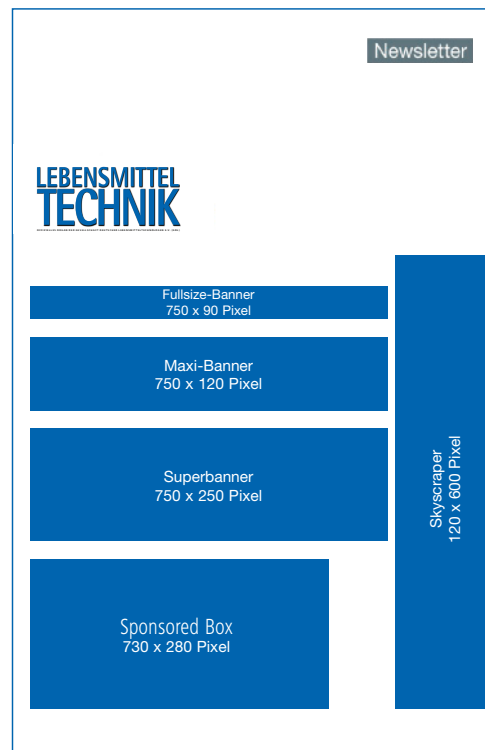 Newsletter
LEBENSMITTEL
TECHNIK
Fullsize-Banner
750 x 90 Pixel
Maxi-Banner
750 x 120 Pixel
Superbanner
750 x 250 Pixel
Skyscraper
120 x 600 Pixel
Sponsored Box
730 x 280 Pixel